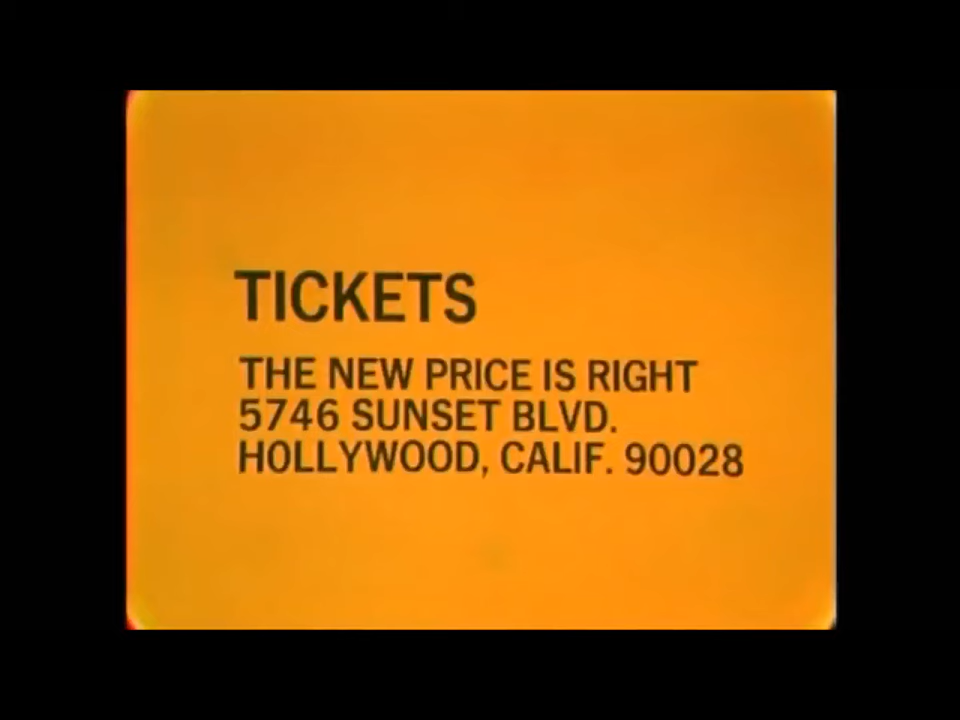 TICKETS
THE NEW PRICE IS RIGHT
5746 SUNSET BLVD.
HOLLYWOOD, CALIF. 90028